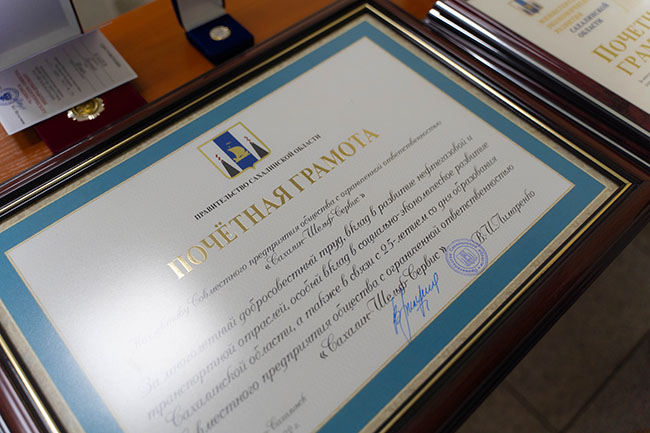 ПРАВИТЕЛЬСТВО САХАЛИНСКОЙ ОБЛАСТИ
ПОЧЁТНАЯ ГРАМОТА
Коллективу Совместного предприятия общества с ограниченной ответственностью
«Сахалин-Шельф-Сервис»
За многолетний добросовестный труд, вклад в развитие нефтегазовой и
транспортной отраслей, особый вклад в социально-экономическое развитие
Сахалинской области, а также в связи с 25-летием со дня образования
Совместного предприятия общества с ограниченной ответственностью
«Сахалин-Шельф-Сервис»
В.И.Лимаренко
САХАЛИНСКОЙ
ОБЛАСТИ
ПОЧЕТНАЯ
ГРАМОТА